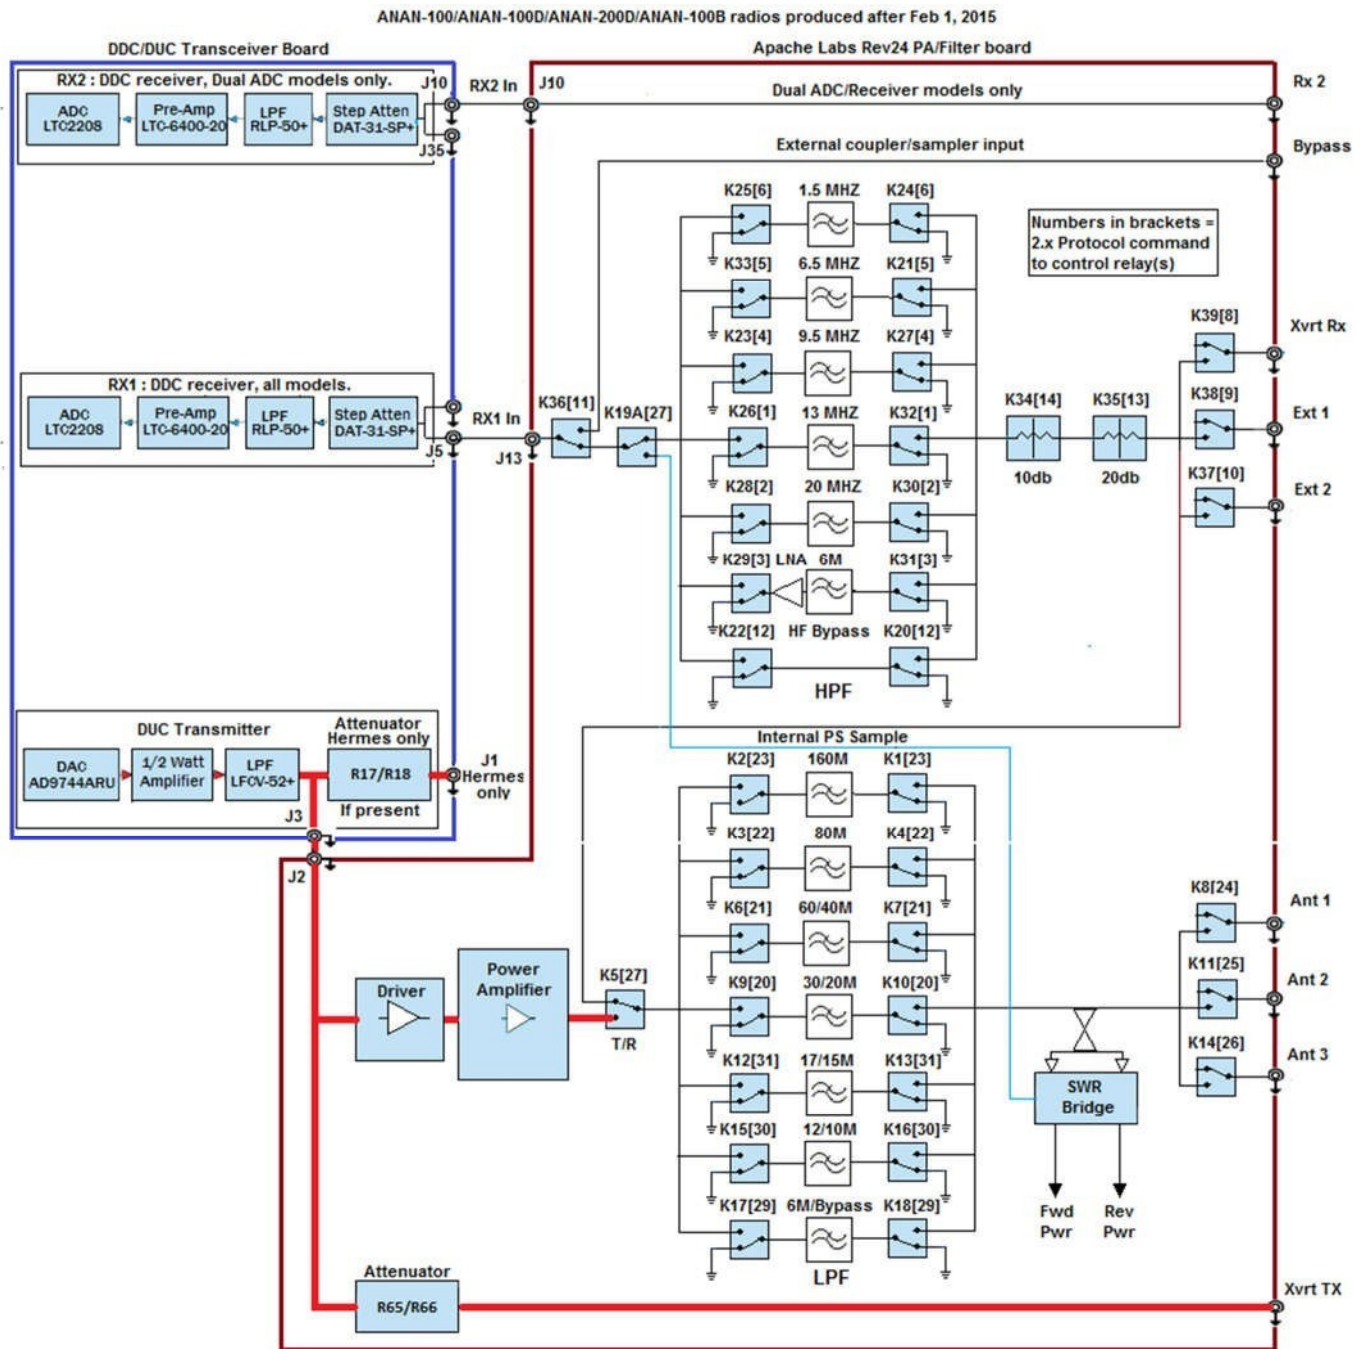 ANAN-100/ANAN-100D/ANAN-200D/ANAN-100B radios produced after Feb 1, 2015
DDC/DUC Transceiver Board
Apache Labs Rev24 PA/Filter board
RX2 : DDC receiver, Dual ADC models only.
J10
RX2 In
J10
Dual ADC/Receiver models only
Rx 2
ADC
LTC2208
Pre-Amp
LTC-6400-20
LPF
RLP-50+
Step Atten
DAT-31-SP+
J35
External coupler/sampler input
Bypass
K25[6]
1.5 MHZ
K24[6]
Numbers in brackets =
2.x Protocol command
to control relay(s)
K33[5]
6.5 MHZ
K21[5]
K23[4]
9.5 MHZ
K27[4]
K39[8]
Xvrt Rx
RX1 : DDC receiver, all models.
ADC
LTC2208
Pre-Amp
LTC-6400-20
LPF
RLP-50+
Step Atten
DAT-31-SP+
J5
RX1 In
J13
K36[11]
K19A[27]
K26[1]
13 MHZ
K32[1]
K34[14]
10db
K35[13]
20db
K38[9]
Ext 1
K28[2]
20 MHZ
K30[2]
K37[10]
Ext 2
K29[3]
LNA
6M
K31[3]
K22[12]
HF Bypass
K20[12]
HPF
DUC Transmitter
Attenuator
Hermes only
DAC
AD9744ARU
1/2 Watt
Amplifier
LPF
LFCV-52+
R17/R18
If present
J1
Hermes
only
J3
J2
Internal PS Sample
K2[23]
160M
K1[23]
K3[22]
80M
K4[22]
K6[21]
60/40M
K7[21]
K8[24]
Ant 1
Driver
Power
Amplifier
K5[27]
T/R
K9[20]
30/20M
K10[20]
K11[25]
Ant 2
K12[31]
17/15M
K13[31]
K14[26]
Ant 3
SWR
Bridge
K15[30]
12/10M
K16[30]
K17[29]
6M/Bypass
K18[29]
Fwd
Pwr
Rev
Pwr
LPF
Attenuator
R65/R66
Xvrt TX